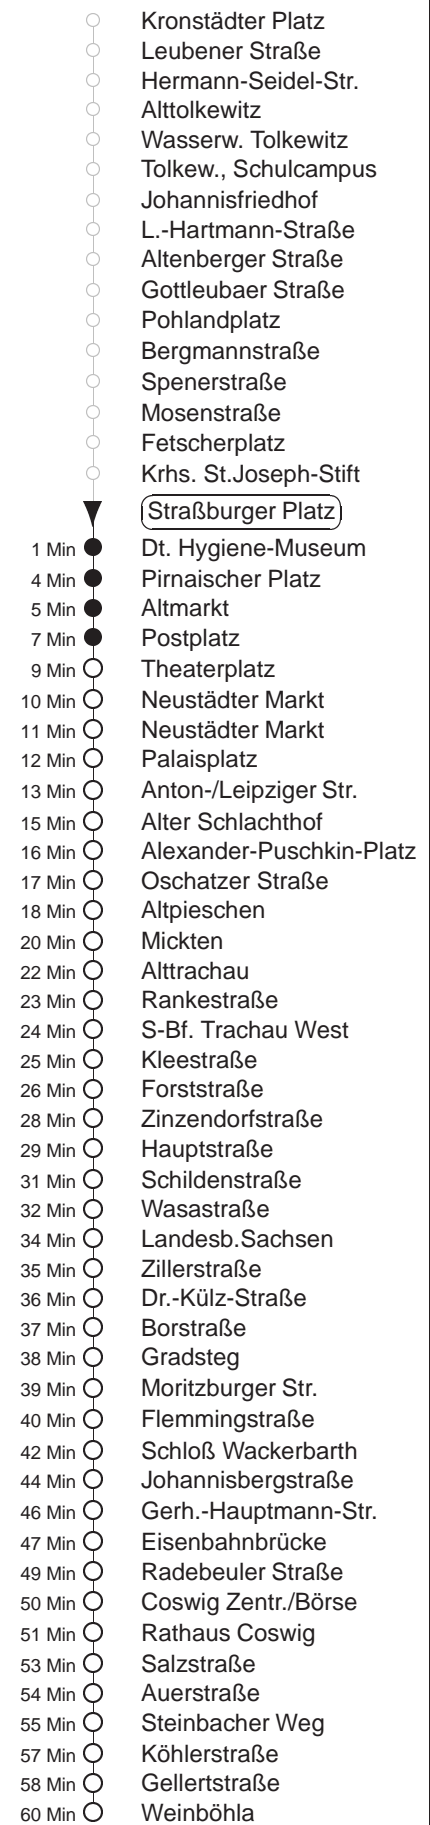 Kronstädter Platz
Leubener Straße
Hermann-Seidel-Str.
Alttolkewitz
Wasserw. Tolkewitz
Tolkew., Schulcampus
Johannisfriedhof
L.-Hartmann-Straße
Altenberger Straße
Gottleubaer Straße
Pohlandplatz
Bergmannstraße
Spenerstraße
Mosenstraße
Fetscherplatz
Krhs. St.Joseph-Stift
Straßburger Platz
1 Min Dt. Hygiene-Museum
4 Min Pirnaischer Platz
5 Min Altmarkt
7 Min Postplatz
9 Min Theaterplatz
10 Min Neustädter Markt
11 Min Neustädter Markt
12 Min Palaisplatz
13 Min Anton-/Leipziger Str.
15 Min Alter Schlachthof
16 Min Alexander-Puschkin-Platz
17 Min Oschatzer Straße
18 Min Altpieschen
20 Min Mickten
22 Min Alttrachau
23 Min Rankestraße
24 Min S-Bf. Trachau West
25 Min Kleestraße
26 Min Forststraße
28 Min Zinzendorfstraße
29 Min Hauptstraße
31 Min Schildenstraße
32 Min Wasastraße
34 Min Landesb.Sachsen
35 Min Zillerstraße
36 Min Dr.-Külz-Straße
37 Min Borstraße
38 Min Gradsteg
39 Min Moritzburger Str.
40 Min Flemmingstraße
42 Min Schloß Wackerbarth
44 Min Johannisbergstraße
46 Min Gerh.-Hauptmann-Str.
47 Min Eisenbahnbrücke
49 Min Radebeuler Straße
50 Min Coswig Zentr./Börse
51 Min Rathaus Coswig
53 Min Salzstraße
54 Min Auerstraße
55 Min Steinbacher Weg
57 Min Köhlerstraße
58 Min Gellertstraße
60 Min Weinböhla